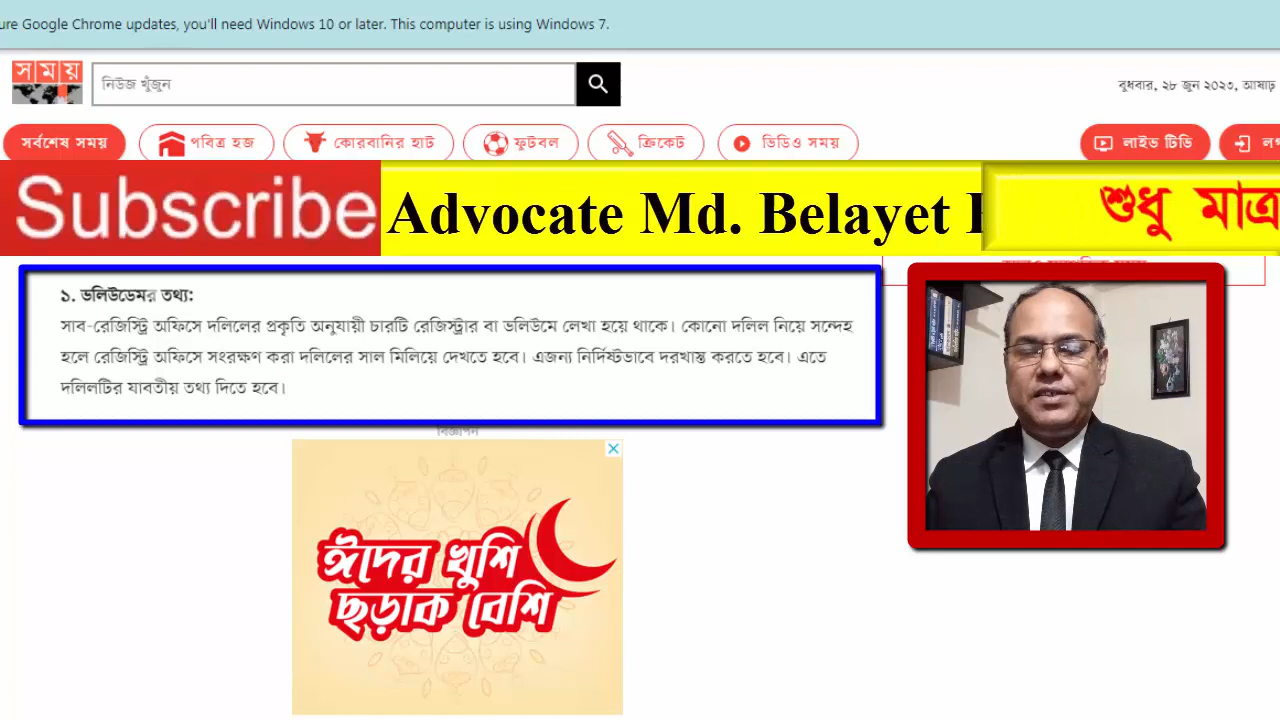 ure Google Chrome updates, you'll need Windows 10 or later. This computer is using Windows 7.
সময়
নিউজ খুঁজুন
বুধবার, ২৮ জুন ২০২৩, আষাঢ়
সর্বশেষ সময়
পবিত্র হজ
কোরবানির হাট
ফুটবল
ক্রিকেট
ভিডিও সময়
লাইভ টিভি
Subscribe
Advocate Md. Belayet
শুধু মাত্র
১. ভলিউডেমর তথ্য:
সাব-রেজিস্ট্রি অফিসে দলিলের প্রকৃতি অনুযায়ী চারটি রেজিস্ট্রার বা ভলিউমে লেখা হয়ে থাকে। কোনো দলিল নিয়ে সন্দেহ
হলে রেজিস্ট্রি অফিসে সংরক্ষণ করা দলিলের সাল মিলিয়ে দেখতে হবে। এজন্য নির্দিষ্টভাবে দরখাস্ত করতে হবে। এতে
দলিলটির যাবতীয় তথ্য দিতে হবে।
বিজ্ঞাপন
ঈদের খুশি
ছড়াক বেশি